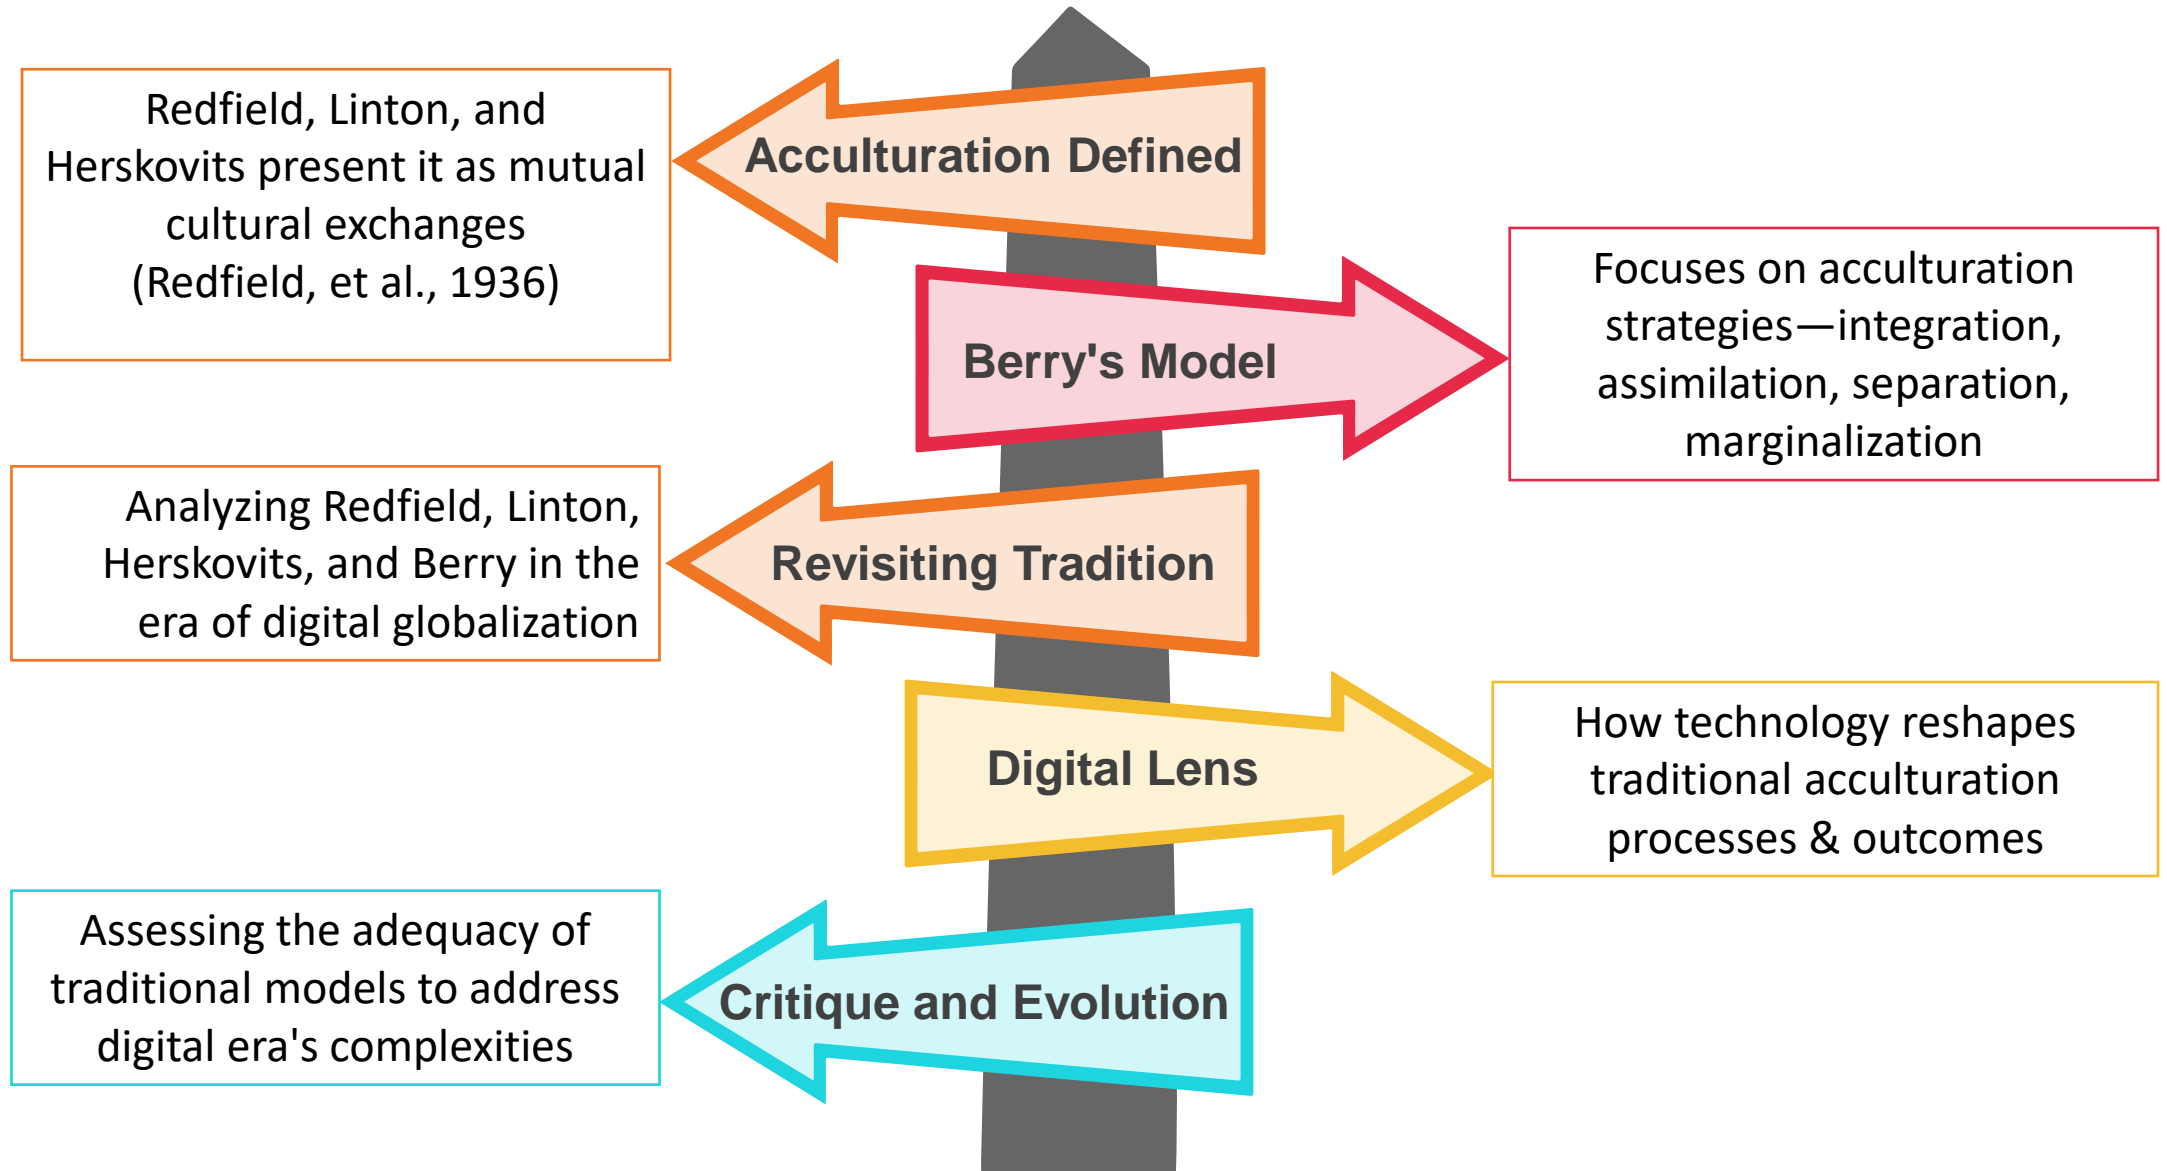 Redfield, Linton, and
Herskovits present it as mutual
cultural exchanges
(Redfield, et al., 1936)
Acculturation Defined
Berry's Model
Focuses on acculturation
strategies—integration,
assimilation, separation,
marginalization
Analyzing Redfield, Linton,
Herskovits, and Berry in the
era of digital globalization
Revisiting Tradition
Digital Lens
How technology reshapes
traditional acculturation
processes & outcomes
Assessing the adequacy of
traditional models to address
digital era's complexities
Critique and Evolution